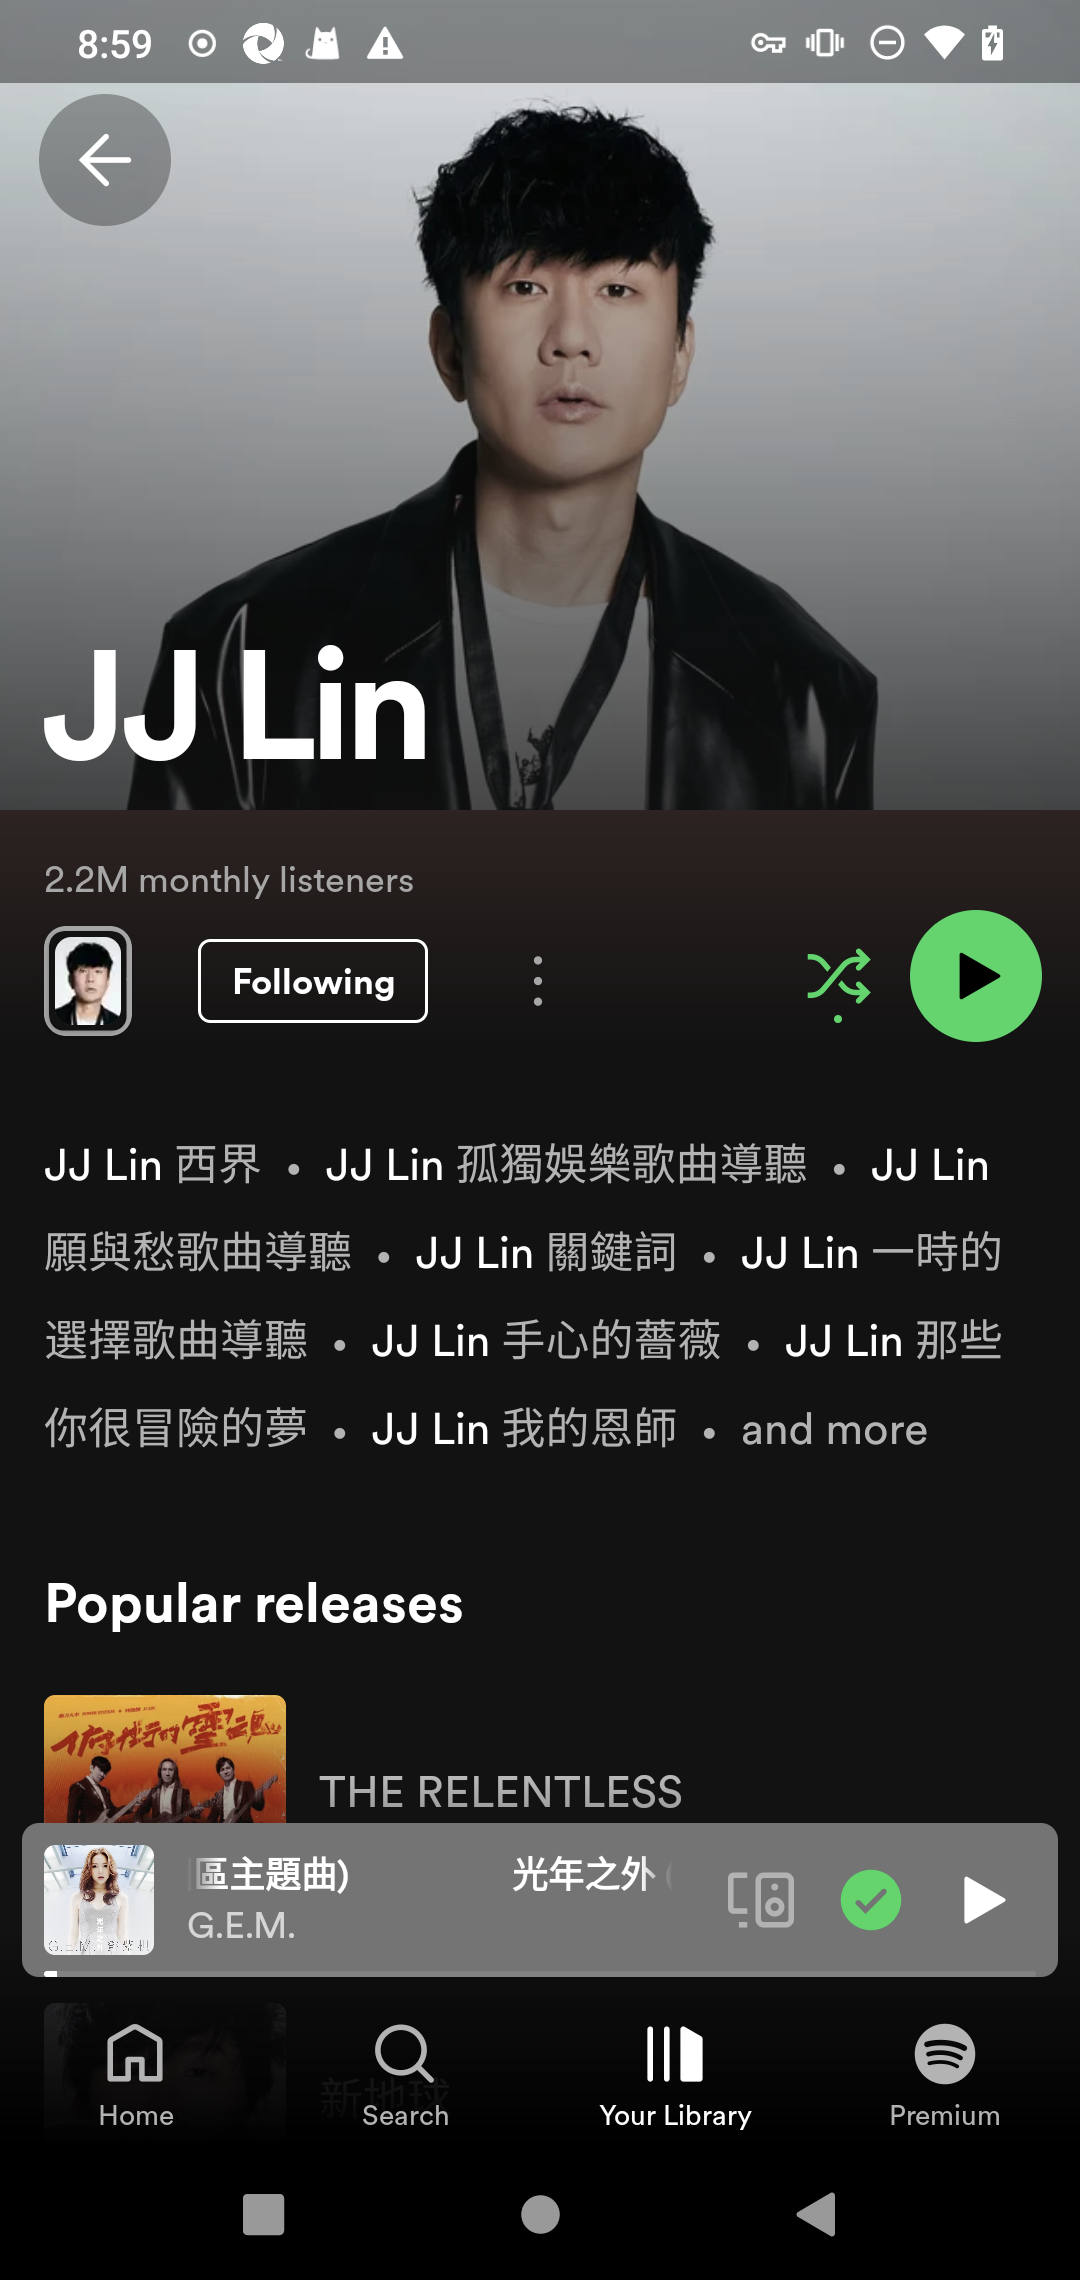 8:59
JJ Lin
2.2M monthly listeners
Following
JJ Lin 西界 • JJ Lin 孤獨娛樂歌曲導聽 • JJ Lin
願與愁歌曲導聽 • JJ Lin 關鍵詞 • JJ Lin 一時的
選擇歌曲導聽 • JJ Lin 手心的薔薇 • JJ Lin 那些
你很冒險的夢 • JJ Lin 我的恩師 • and more
Popular releases
THE RELENTLESS
區主題曲) 光年之外
G.E.M.
新地球
Home Search Your Library Premium